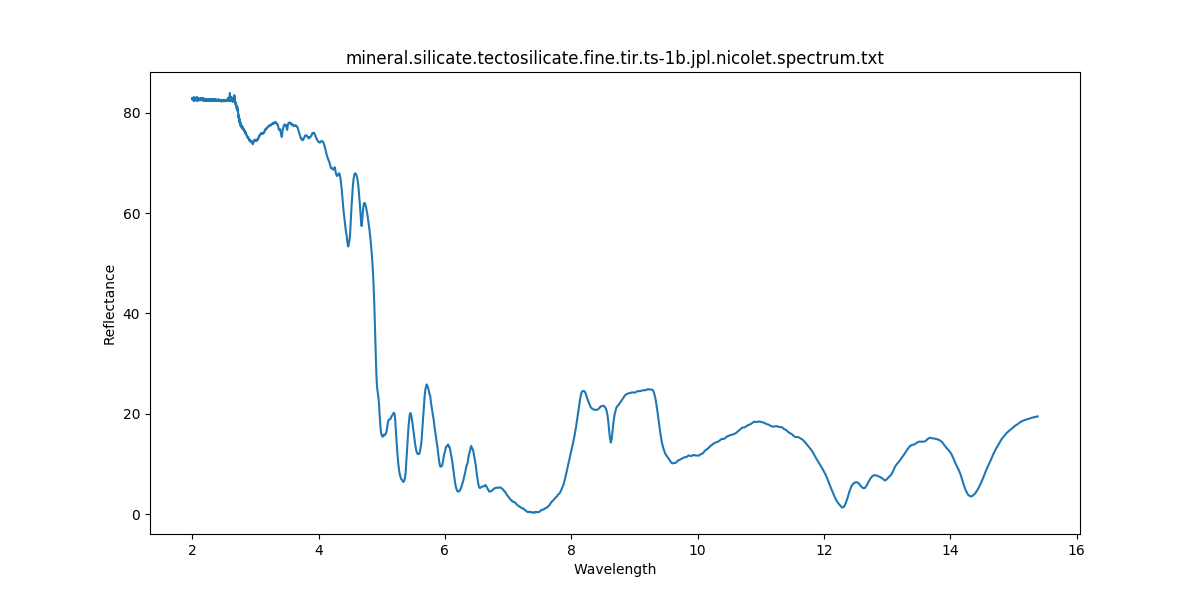 mineral.silicate.tectosilicate.fine.tir.ts-1b.jpl.nicolet.spectrum.txt
80
60
40
20
0
Reflectance
2 4 6 8 10 12 14 16
Wavelength